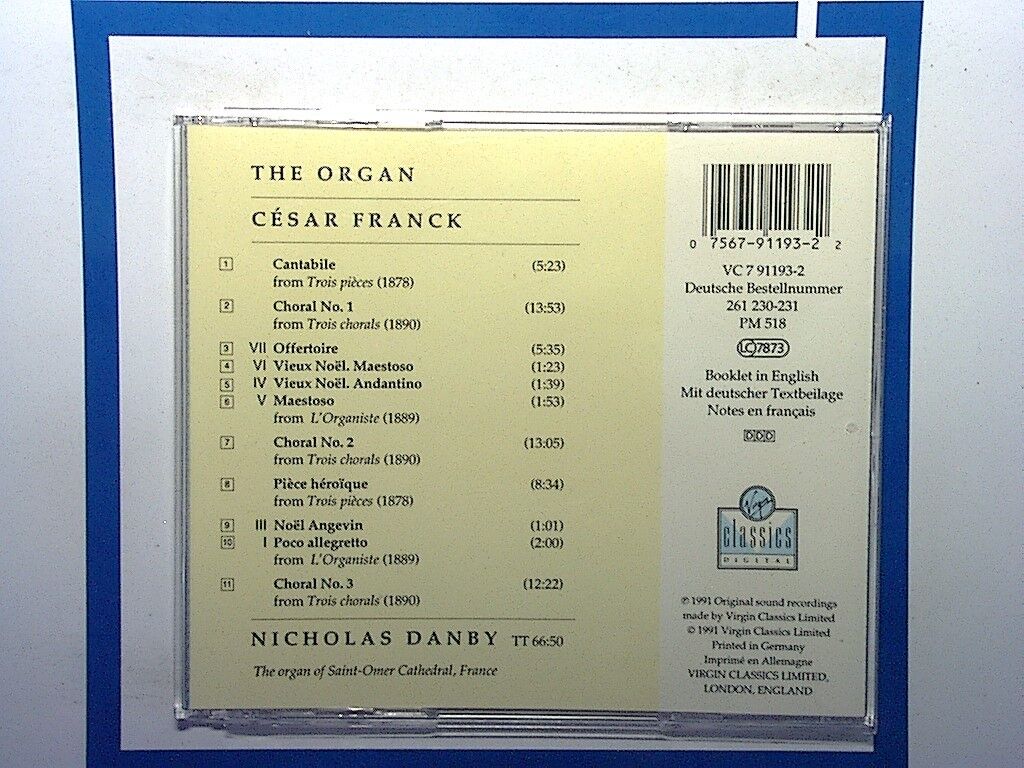 THE ORGAN
CÉSAR FRANCK
1 Cantabile (5:23)
from Trois pièces (1878)
2 Choral No. 1 (13:53)
from Trois chorals (1890)
3 VII Offertoire (5:35)
4 VI Vieux Noël. Maestoso (1:23)
5 IV Vieux Noël. Andantino (1:39)
6 V Maestoso (1:53)
from L'Organiste (1889)
7 Choral No. 2 (13:05)
from Trois chorals (1890)
8 Pièce héroïque (8:34)
from Trois pièces (1878)
9 III Noël Angevin (1:01)
10 I Poco allegretto (2:00)
from L'Organiste (1889)
11 Choral No. 3 (12:22)
from Trois chorals (1890)
NICHOLAS DANBY TT 66:50
The organ of Saint-Omer Cathedral, France
0 7567-91193-2 2
VC 7 91193-2
Deutsche Bestellnummer
261 230-231
PM 518
LC 7873
Booklet in English
Mit deutscher Textbeilage
Notes en français
DDD
Virgin
classics
DIGITAL
℗ 1991 Original sound recordings
made by Virgin Classics Limited
© 1991 Virgin Classics Limited
Printed in Germany
Imprimé en Allemagne
VIRGIN CLASSICS LIMITED,
LONDON, ENGLAND